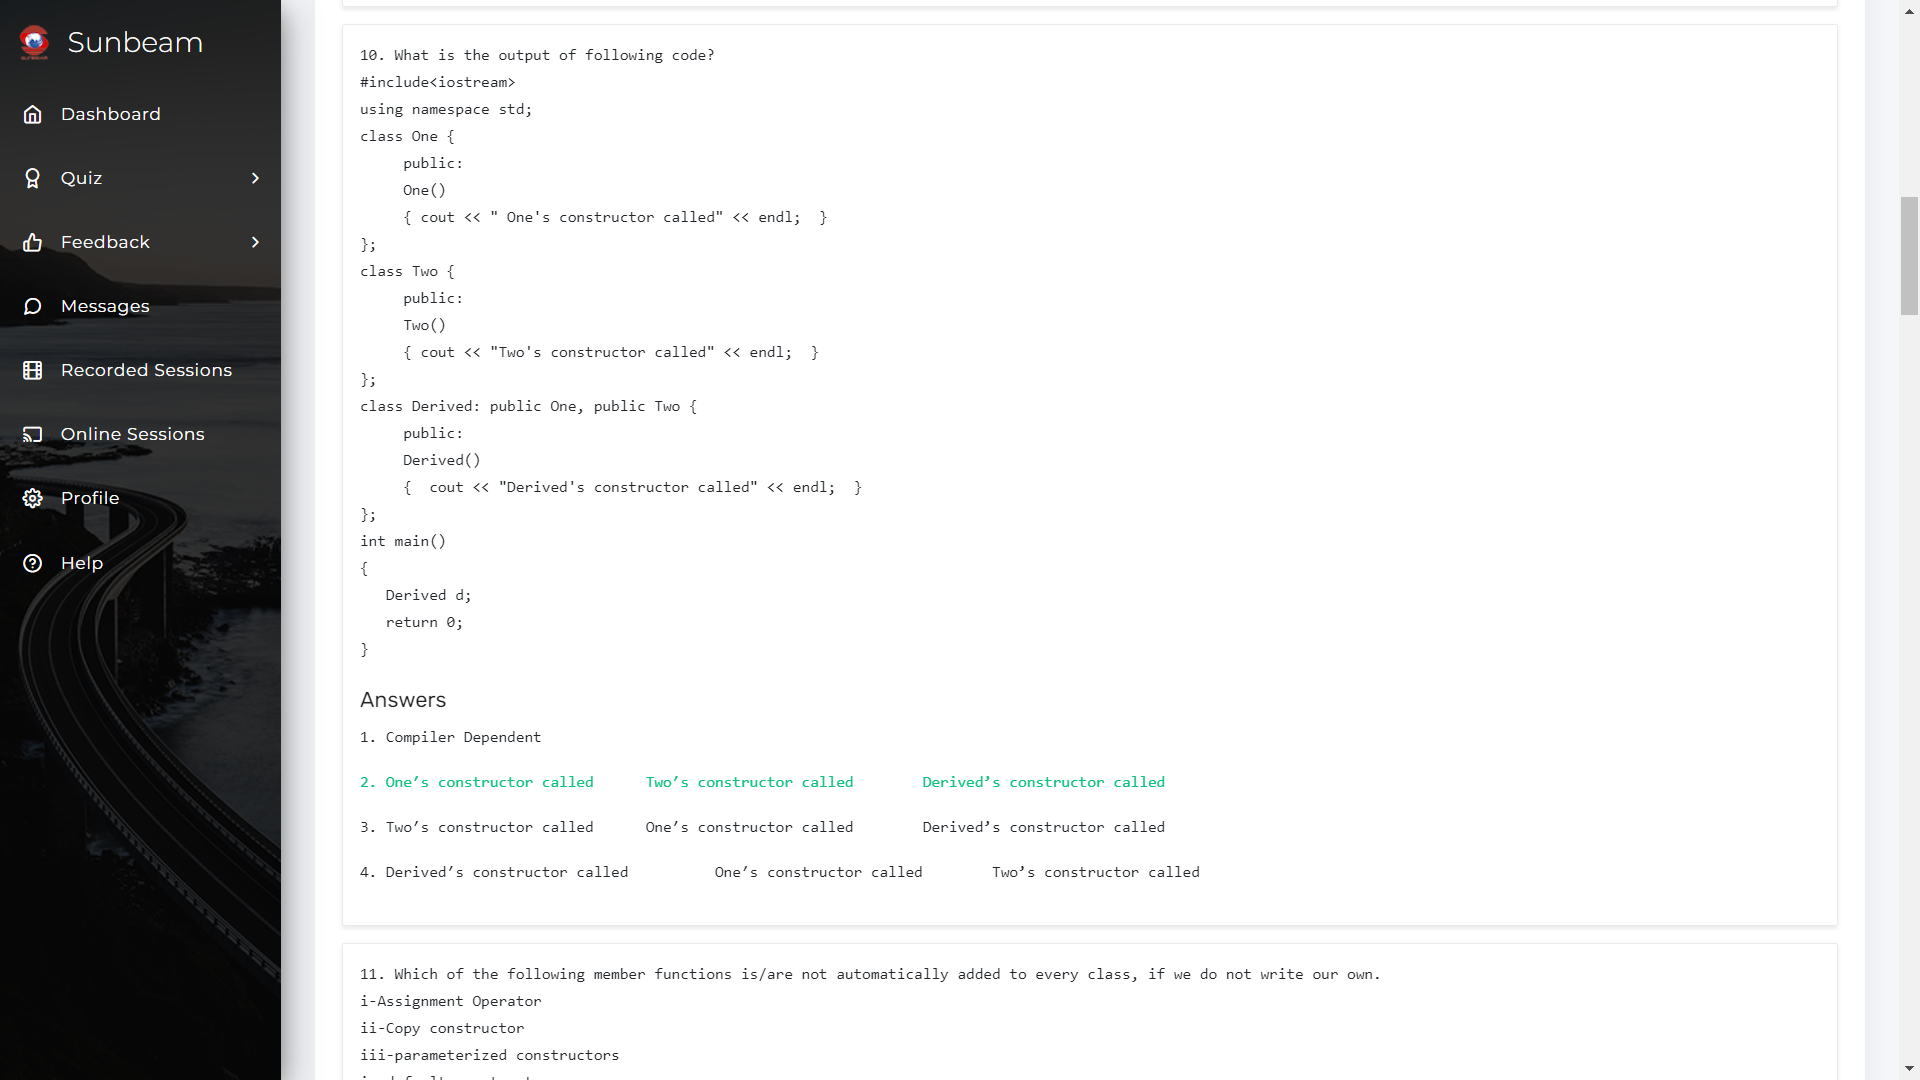 Sunbeam
Dashboard
Quiz
Feedback
Messages
Recorded Sessions
Online Sessions
Profile
Help
10. What is the output of following code?
#include<iostream>
using namespace std;
class One {
     public:
     One()
     { cout << " One's constructor called" << endl;  }
};
class Two {
     public:
     Two()
     { cout << "Two's constructor called" << endl;  }
};
class Derived: public One, public Two {
     public:
     Derived()
     {  cout << "Derived's constructor called" << endl;  }
};
int main()
{
   Derived d;
   return 0;
}
Answers
1. Compiler Dependent
2. One’s constructor called      Two’s constructor called        Derived’s constructor called
3. Two’s constructor called      One’s constructor called        Derived’s constructor called
4. Derived’s constructor called          One’s constructor called        Two’s constructor called
11. Which of the following member functions is/are not automatically added to every class, if we do not write our own.
i-Assignment Operator
ii-Copy constructor
iii-parameterized constructors